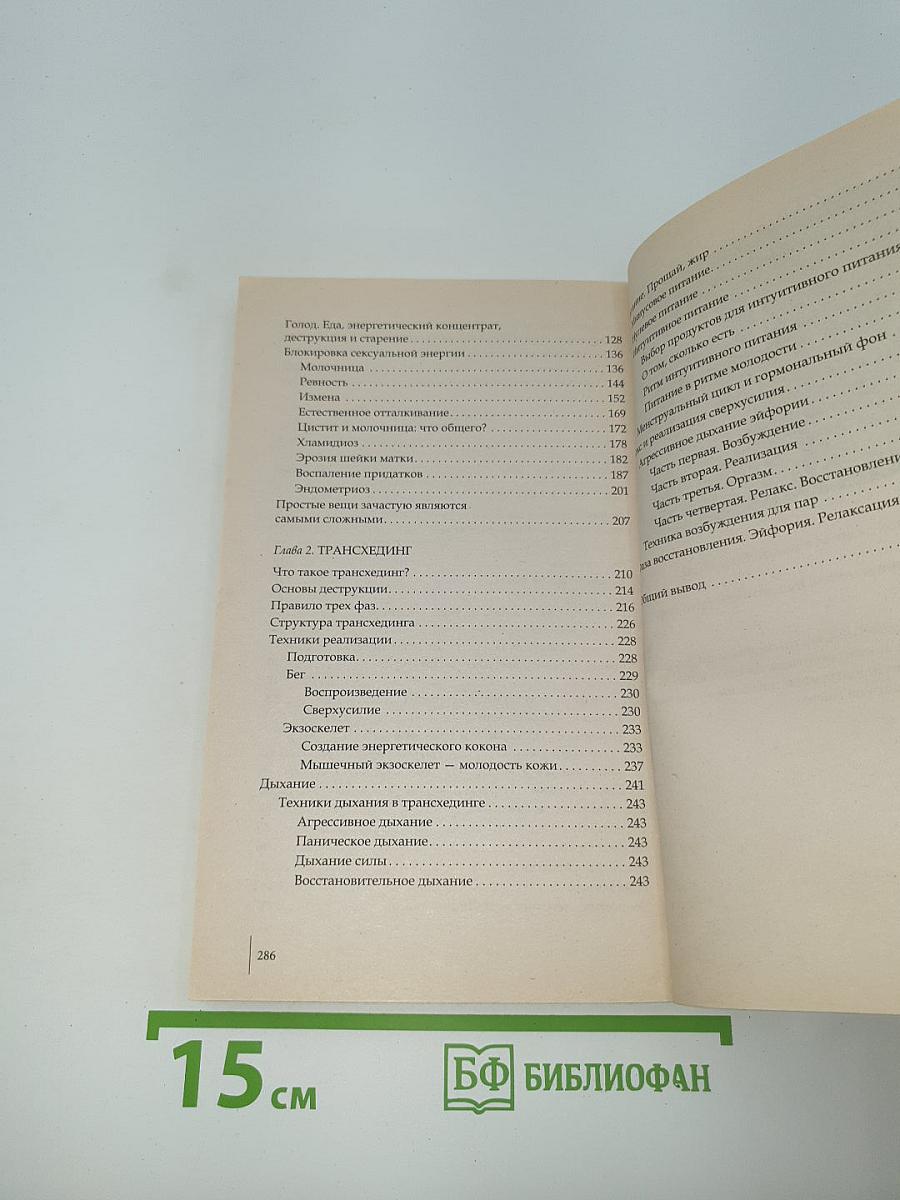 Голод. Еда, энергетический концентрат,
деструкция и старение 128
Блокировка сексуальной энергии 136
Молочница 136
Ревность 144
Измена 152
Естественное отталкивание 169
Цистит и молочница: что общего? 172
Хламидиоз 178
Эрозия шейки матки 182
Воспаление придатков 187
Эндометриоз 201
Простые вещи зачастую являются
самыми сложными 207
Глава 2. ТРАНСХЕДИНГ
Что такое трансхединг? 210
Основы деструкции 214
Правило трех фаз 216
Структура трансхединга 226
Техники реализации 228
Подготовка 228
Бег 229
Воспроизведение 230
Сверхусилие 230
Экзоскелет 233
Создание энергетического кокона 233
Мышечный экзоскелет — молодость кожи 237
Дыхание 241
Техники дыхания в трансхединге 243
Агрессивное дыхание 243
Паническое дыхание 243
Дыхание силы 243
Восстановительное дыхание 243
286
Прощай, жир
питание
питание
Интуитивное питание
Выбор продуктов для интуитивного питания
О том, сколько есть
Ритм интуитивного питания
Питание в ритме молодости
Менструальный цикл и гормональный фон
и реализация сверхусилия
Агрессивное дыхание эйфории
Часть первая. Возбуждение
Часть вторая. Реализация
Часть третья. Оргазм
Часть четвертая. Релакс.
Техника возбуждения для пар
восстановления. Эйфория. Релаксация
Общий вывод
15 см
БФ БИБЛИОФАН